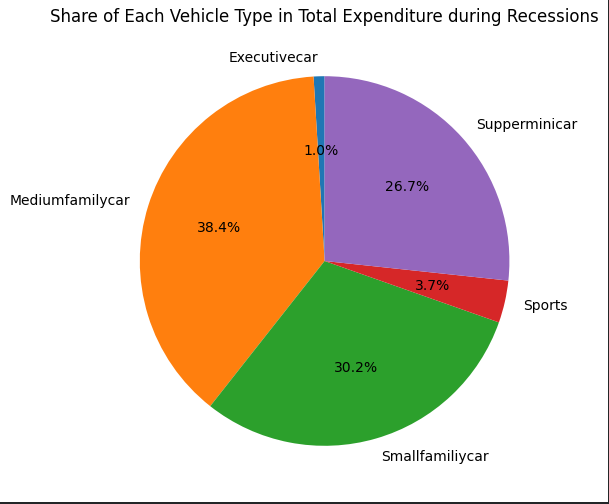 Share of Each Vehicle Type in Total Expenditure during Recessions
Executivecar
Supperminicar
1.0%
26.7%
Mediumfamilycar
38.4%
3.7%
Sports
30.2%
Smallfamiliycar